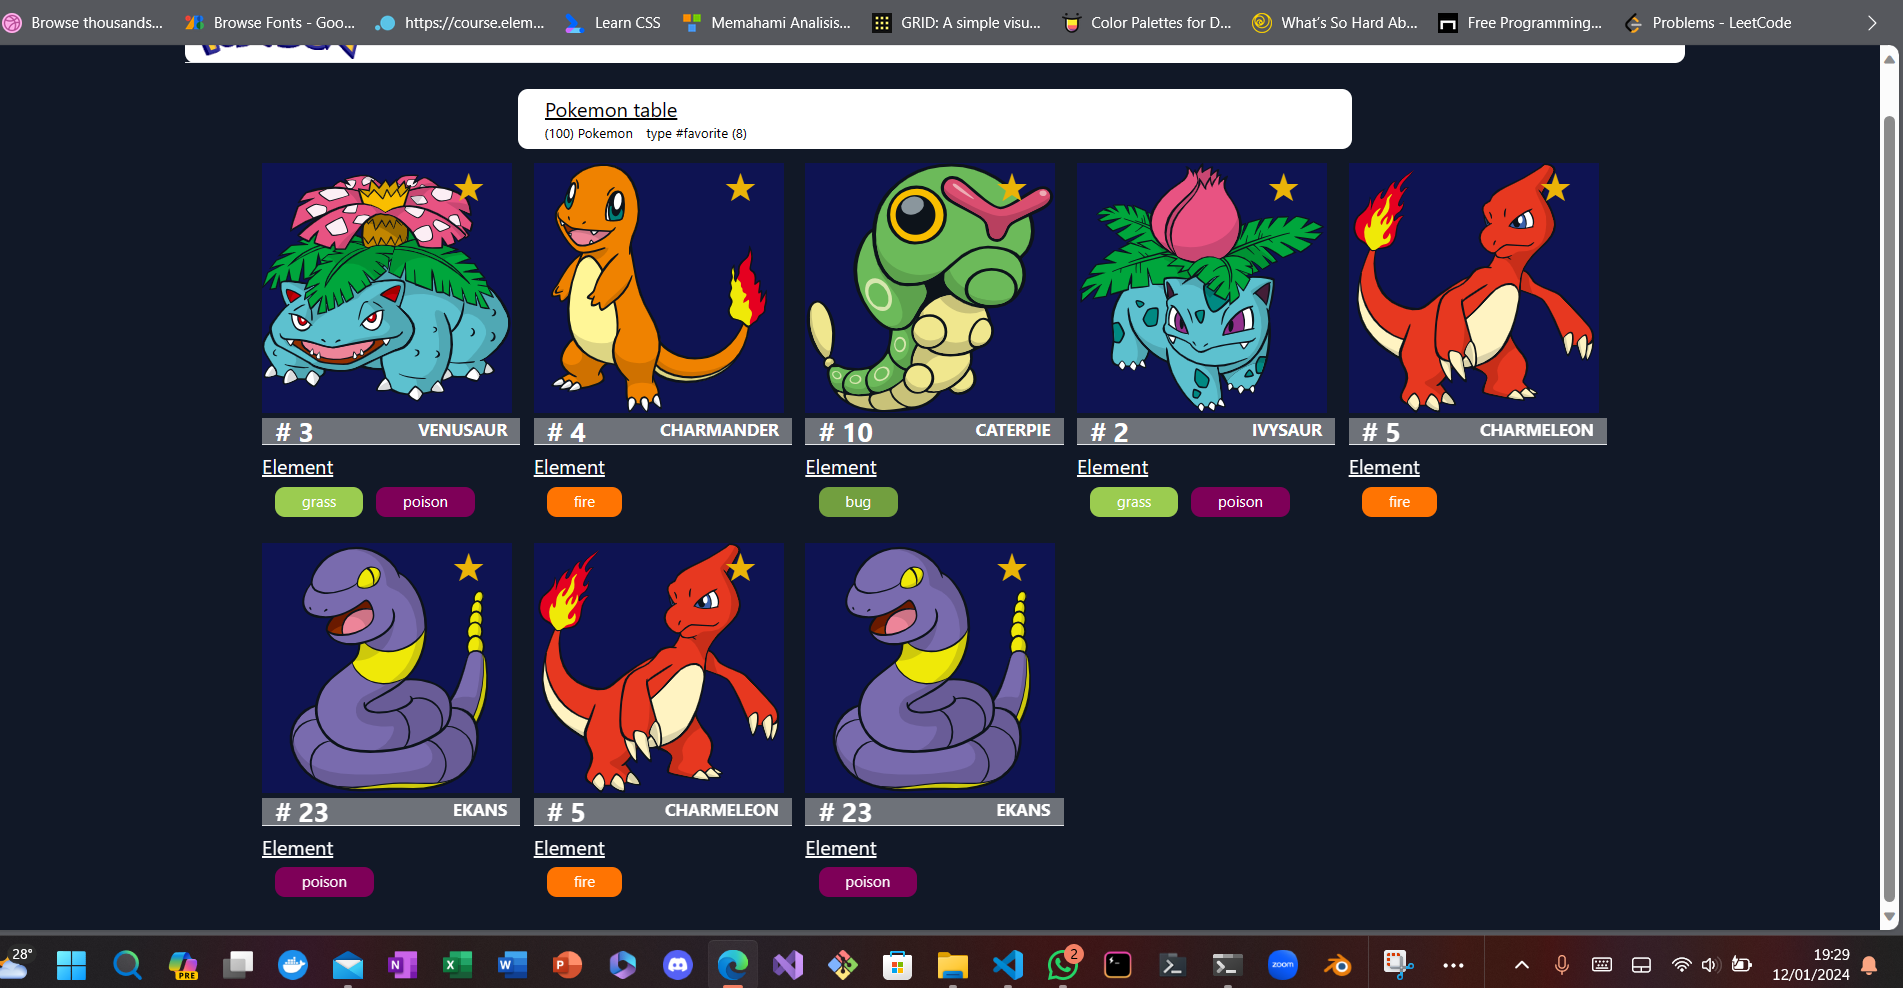 Browse thousands... Browse Fonts - Goo... https://course.elem... Learn CSS Memahami Analisis... GRID: A simple visu... Color Palettes for D... What's So Hard Ab... Free Programming... Problems - LeetCode
Pokemon table
(100) Pokemon type #favorite (8)
# 3 VENUSAUR
# 4 CHARMANDER
# 10 CATERPIE
# 2 IVYSAUR
# 5 CHARMELEON
Element
Element
Element
Element
Element
grass poison
fire
bug
grass poison
fire
# 23 EKANS
# 5 CHARMELEON
# 23 EKANS
Element
Element
Element
poison
fire
poison
28°
PRE
N
X
W
P
2
zoom
19:29
12/01/2024